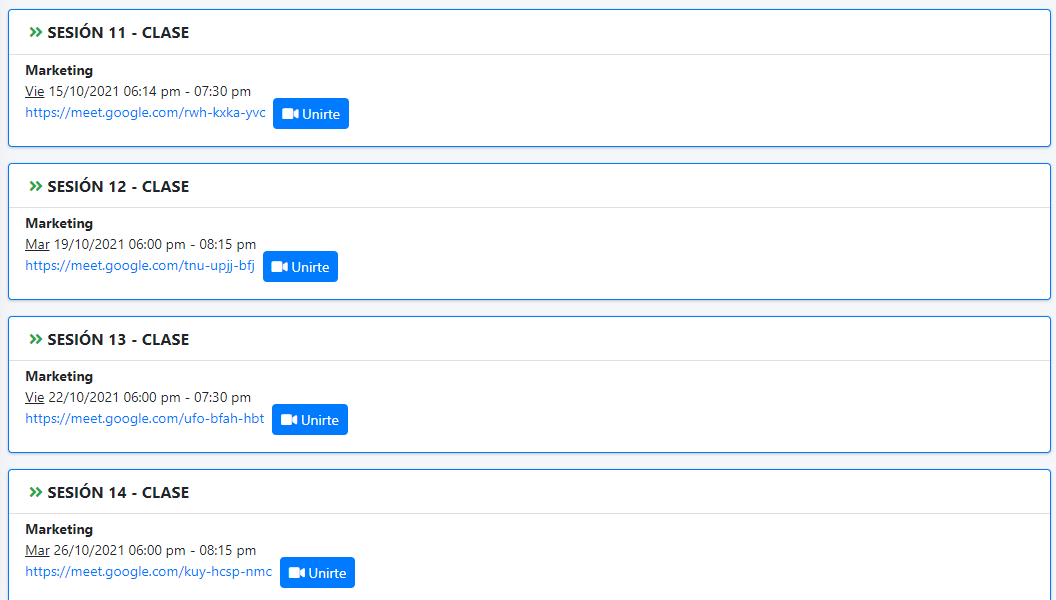 SESIÓN 11 - CLASE
Marketing
Vie 15/10/2021 06:14 pm - 07:30 pm
https://meet.google.com/rwh-kxka-yvc Unirte
SESIÓN 12 - CLASE
Marketing
Mar 19/10/2021 06:00 pm - 08:15 pm
https://meet.google.com/tnu-upjj-bfj Unirte
SESIÓN 13 - CLASE
Marketing
Vie 22/10/2021 06:00 pm - 07:30 pm
https://meet.google.com/ufo-bfah-hbt Unirte
SESIÓN 14 - CLASE
Marketing
Mar 26/10/2021 06:00 pm - 08:15 pm
https://meet.google.com/kuy-hcsp-nmc Unirte